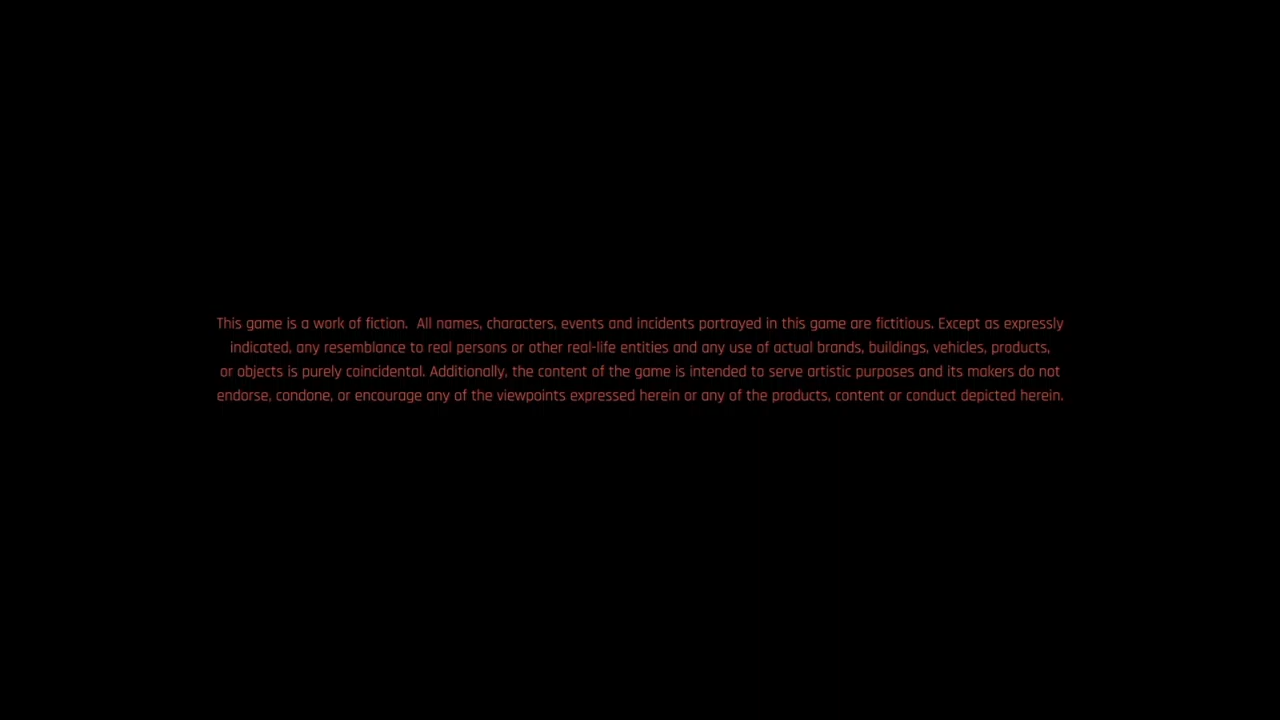 This game is a work of fiction.  All names, characters, events and incidents portrayed in this game are fictitious. Except as expressly
indicated, any resemblance to real persons or other real-life entities and any use of actual brands, buildings, vehicles, products,
or objects is purely coincidental. Additionally, the content of the game is intended to serve artistic purposes and its makers do not
endorse, condone, or encourage any of the viewpoints expressed herein or any of the products, content or conduct depicted herein.